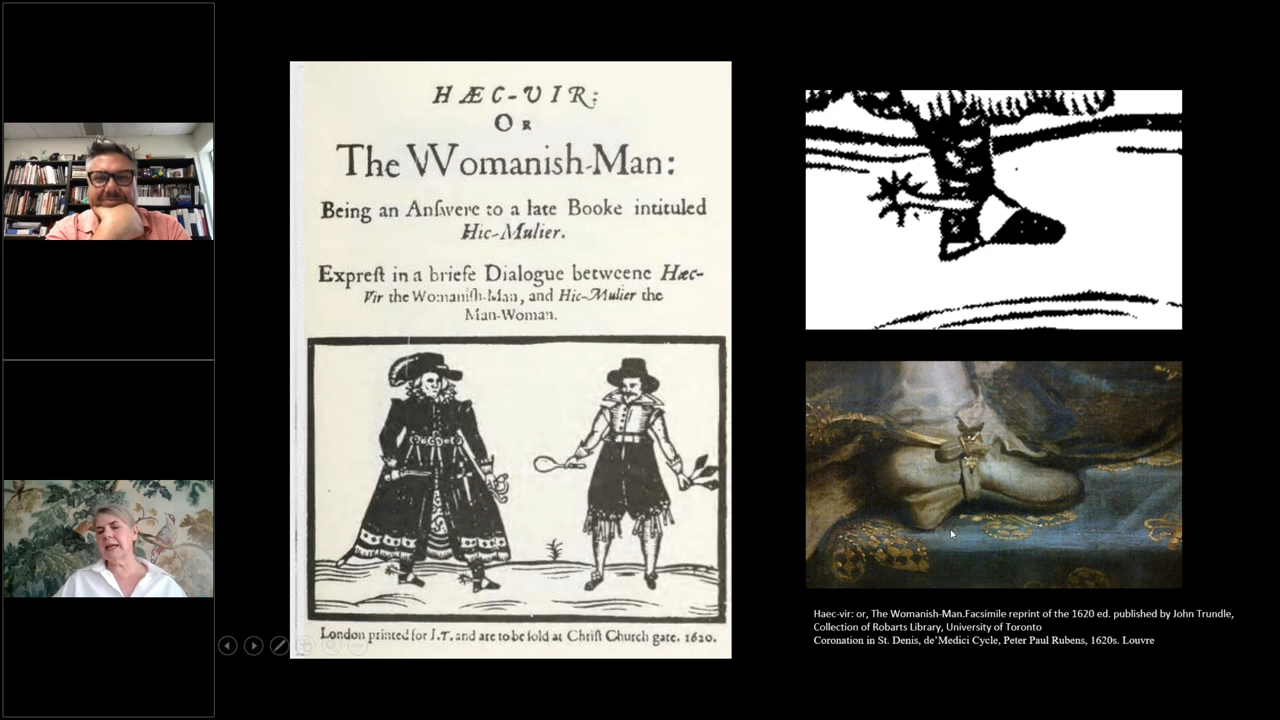 HÆC-VIR:
OR
The Womanish-Man:
Being an Anſwere to a late Booke intituled
Hic-Mulier.
Expreſt in a briefe Dialogue betweene Hæc-
Vir the Womaniſh-Man, and Hic-Mulier the
Man-Woman.
London printed for I.T. and are to be ſold at Chriſt Church gate. 1620.
Haec-vir: or, The Womanish-Man.Facsimile reprint of the 1620 ed. published by John Trundle,
Collection of Robarts Library, University of Toronto
Coronation in St. Denis, de'Medici Cycle, Peter Paul Rubens, 1620s. Louvre